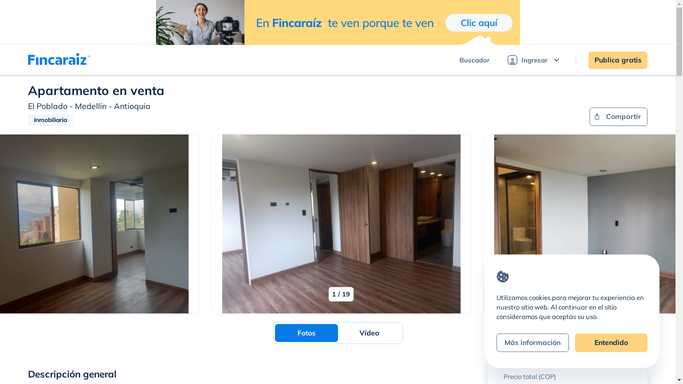 En Fincaraíz te ven porque te ven
Clic aquí
Fincaraíz
Buscador
Ingresar
Publica gratis
Apartamento en venta
El Poblado - Medellín - Antioquia
Inmobiliaria
Compartir
1 / 19
Fotos
Vídeo
Utilizamos cookies para mejorar tu experiencia en
nuestro sitio web. Al continuar en el sitio
consideramos que aceptas su uso.
Más información
Entendido
Descripción general
Precio total (COP)